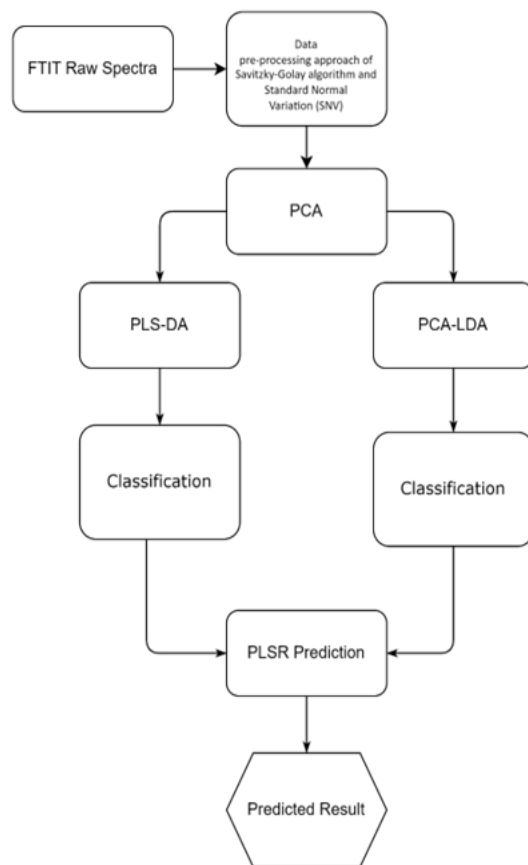 FTIT Raw Spectra
Data
pre-processing approach of
Savitzky-Golay algorithm and
Standard Normal
Variation (SNV)
PCA
PLS-DA
PCA-LDA
Classification
Classification
PLSR Prediction
Predicted Result